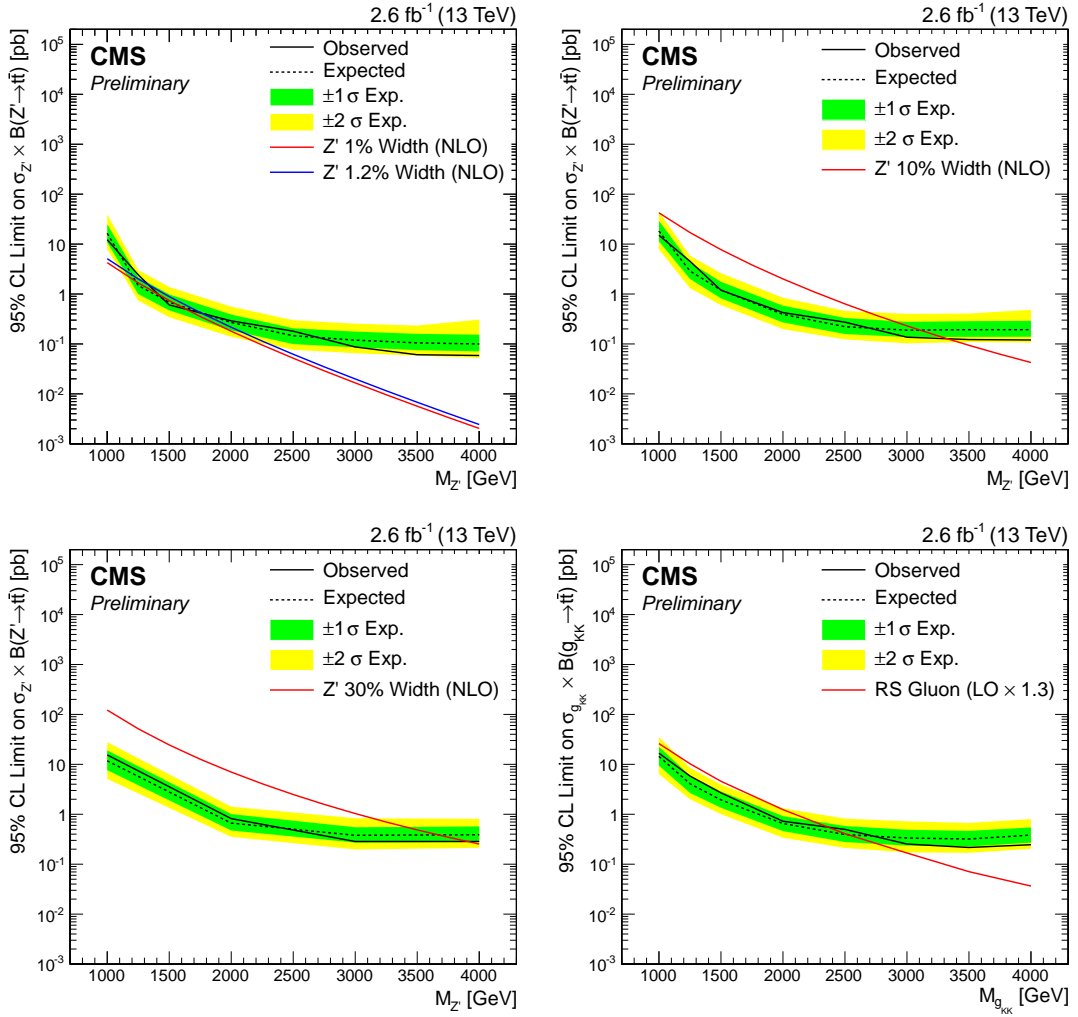 2.6 fb⁻¹ (13 TeV)
CMS
Preliminary
Observed
Expected
±1 σ Exp.
±2 σ Exp.
Z' 1% Width (NLO)
Z' 1.2% Width (NLO)
95% CL Limit on σ_Z' × B(Z'→tt̄) [pb]
10⁵
10⁴
10³
10²
10
1
10⁻¹
10⁻²
10⁻³
1000 1500 2000 2500 3000 3500 4000
M_Z' [GeV]
2.6 fb⁻¹ (13 TeV)
CMS
Preliminary
Observed
Expected
±1 σ Exp.
±2 σ Exp.
Z' 10% Width (NLO)
95% CL Limit on σ_Z' × B(Z'→tt̄) [pb]
10⁵
10⁴
10³
10²
10
1
10⁻¹
10⁻²
10⁻³
1000 1500 2000 2500 3000 3500 4000
M_Z' [GeV]
2.6 fb⁻¹ (13 TeV)
CMS
Preliminary
Observed
Expected
±1 σ Exp.
±2 σ Exp.
Z' 30% Width (NLO)
95% CL Limit on σ_Z' × B(Z'→tt̄) [pb]
10⁵
10⁴
10³
10²
10
1
10⁻¹
10⁻²
10⁻³
1000 1500 2000 2500 3000 3500 4000
M_Z' [GeV]
2.6 fb⁻¹ (13 TeV)
CMS
Preliminary
Observed
Expected
±1 σ Exp.
±2 σ Exp.
RS Gluon (LO × 1.3)
95% CL Limit on σ_g_KK × B(g_KK→tt̄) [pb]
10⁵
10⁴
10³
10²
10
1
10⁻¹
10⁻²
10⁻³
1000 1500 2000 2500 3000 3500 4000
M_g_KK [GeV]